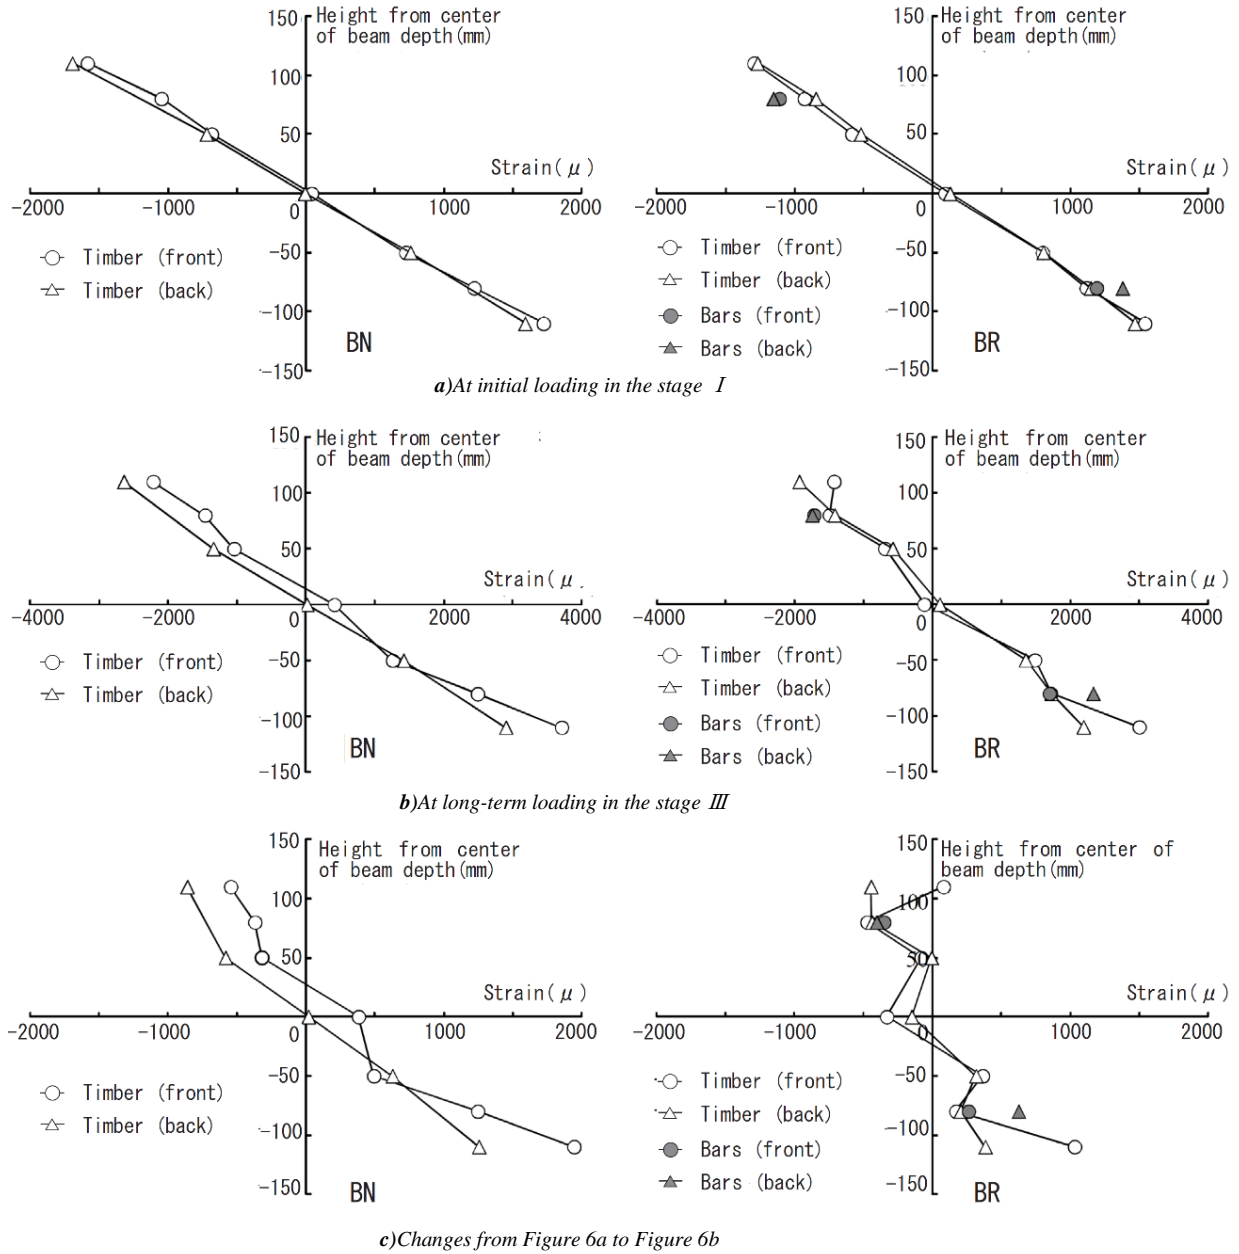 150
Height from center
of beam depth(mm)
100
50
Strain(μ)
-2000
-1000
0
1000
2000
-50
-100
-150
Timber (front)
Timber (back)
BN
150
Height from center
of beam depth(mm)
100
50
Strain(μ)
-2000
-1000
0
1000
2000
-50
-100
-150
Timber (front)
Timber (back)
Bars (front)
Bars (back)
BR
a)At initial loading in the stage Ⅰ
150
Height from center
of beam depth(mm)
100
50
Strain(μ
-4000
-2000
0
2000
4000
-50
-100
-150
Timber (front)
Timber (back)
BN
150
Height from center
of beam depth(mm)
100
50
Strain(μ)
-4000
-2000
0
2000
4000
-50
-100
-150
Timber (front)
Timber (back)
Bars (front)
Bars (back)
BR
b)At long-term loading in the stage Ⅲ
150
Height from center
of beam depth(mm)
100
50
Strain(μ)
-2000
-1000
0
1000
2000
-50
-100
-150
Timber (front)
Timber (back)
BN
150
Height from center of
beam depth(mm)
100
50
Strain(μ)
-2000
-1000
0
1000
2000
-50
-100
-150
Timber (front)
Timber (back)
Bars (front)
Bars (back)
BR
c)Changes from Figure 6a to Figure 6b